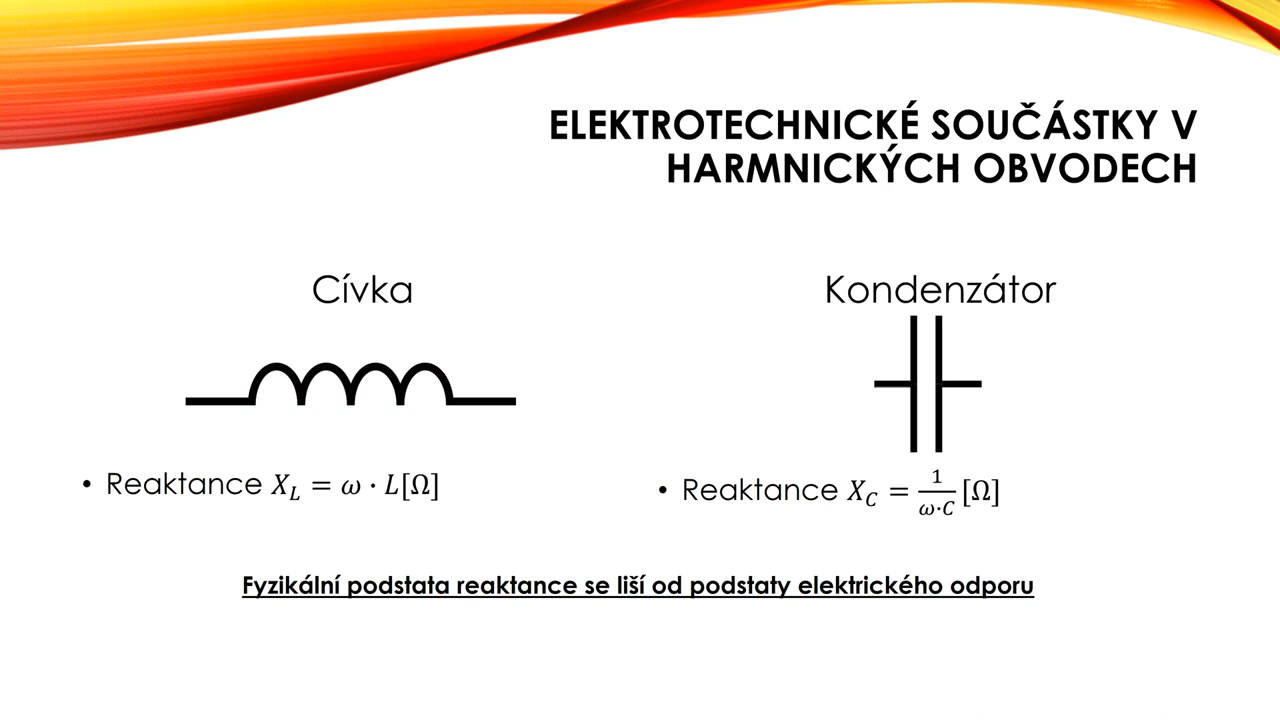 ELEKTROTECHNICKÉ SOUČÁSTKY V
HARMNICKÝCH OBVODECH
Cívka
Kondenzátor
• Reaktance X_L = ω · L[Ω]
• Reaktance X_C = 1/(ω·C) [Ω]
Fyzikální podstata reaktance se liší od podstaty elektrického odporu